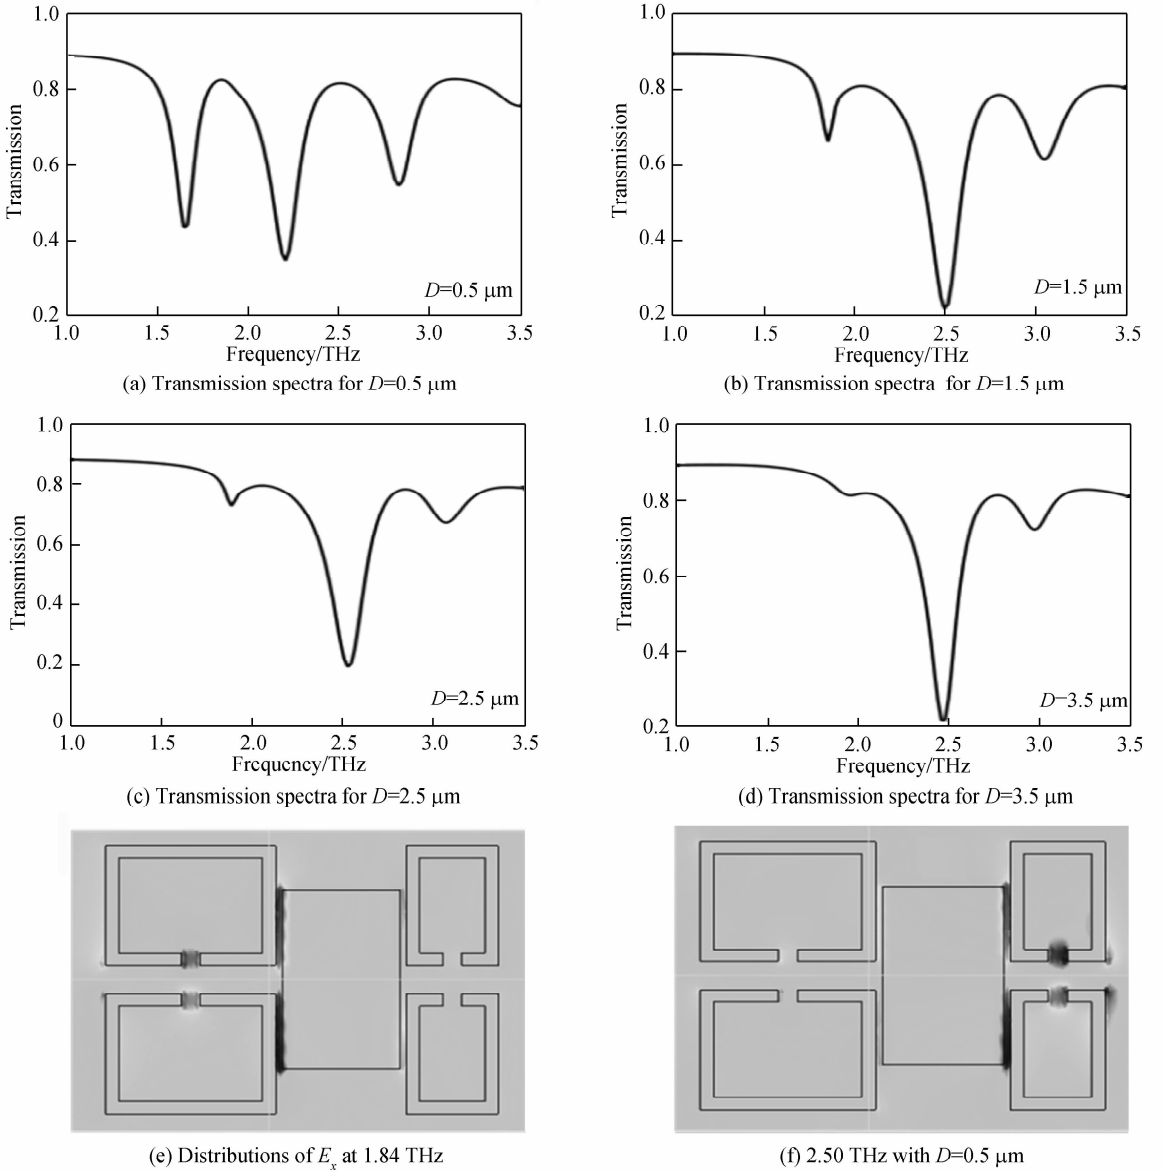 1.0
0.8
0.6
0.4
0.2
Transmission
D=0.5 μm
1.0 1.5 2.0 2.5 3.0 3.5
Frequency/THz
(a) Transmission spectra for D=0.5 μm
1.0
0.8
0.6
0.4
0.2
Transmission
D=1.5 μm
1.0 1.5 2.0 2.5 3.0 3.5
Frequency/THz
(b) Transmission spectra for D=1.5 μm
1.0
0.8
0.6
0.4
0.2
0
Transmission
D=2.5 μm
1.0 1.5 2.0 2.5 3.0 3.5
Frequency/THz
(c) Transmission spectra for D=2.5 μm
1.0
0.8
0.6
0.4
0.2
Transmission
D=3.5 μm
1.0 1.5 2.0 2.5 3.0 3.5
Frequency/THz
(d) Transmission spectra for D=3.5 μm
(e) Distributions of Ex at 1.84 THz
(f) 2.50 THz with D=0.5 μm